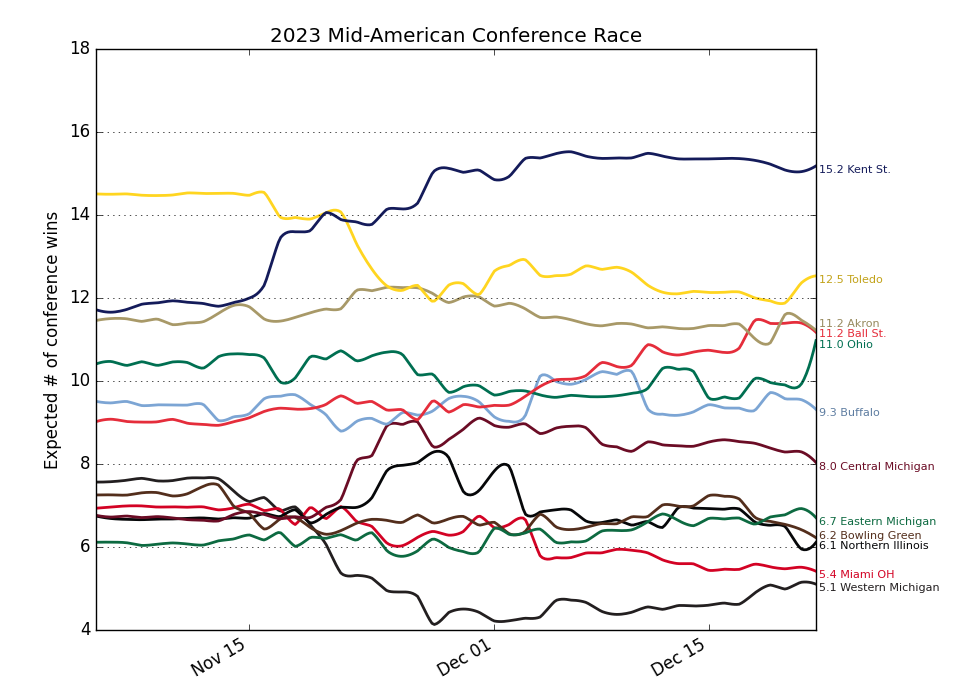 2023 Mid-American Conference Race
Expected # of conference wins
18
16
14
12
10
8
6
4
Nov 15
Dec 01
Dec 15
15.2 Kent St.
12.5 Toledo
11.2 Akron
11.2 Ball St.
11.0 Ohio
9.3 Buffalo
8.0 Central Michigan
6.7 Eastern Michigan
6.2 Bowling Green
6.1 Northern Illinois
5.4 Miami OH
5.1 Western Michigan